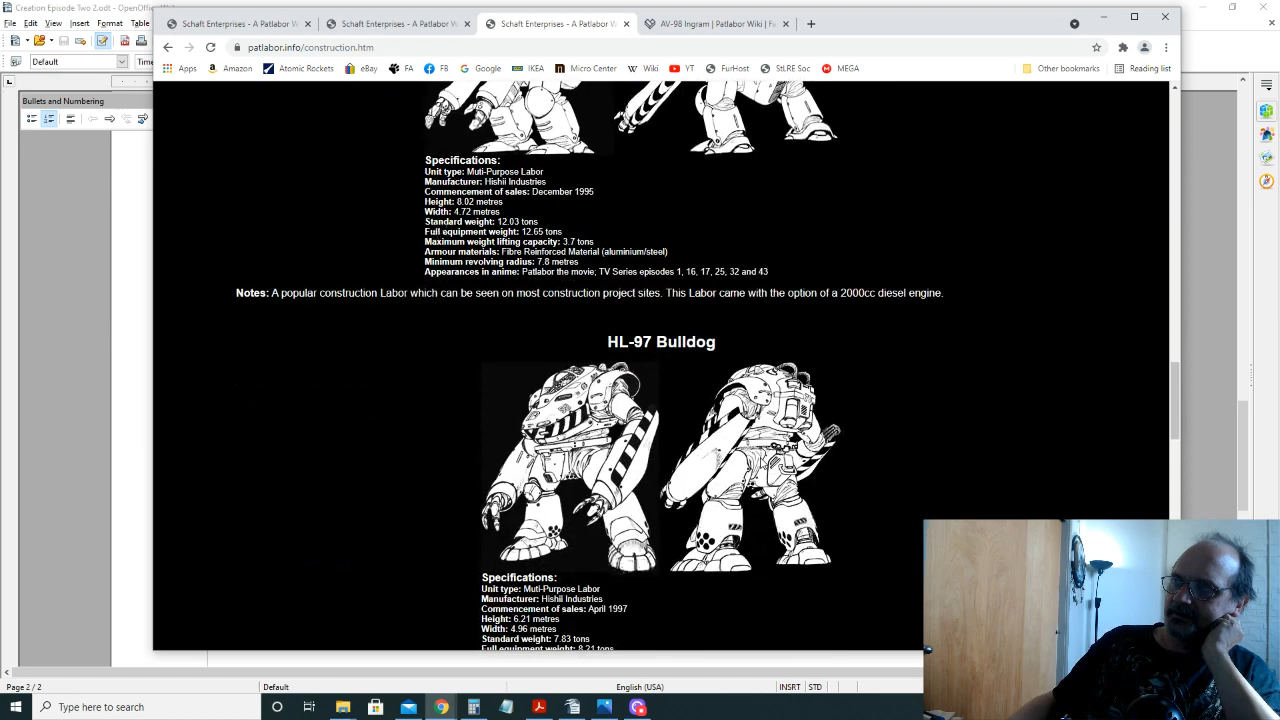 Creation Episode Two 2.odt - OpenOffice
Schaft Enterprises - A Patlabor W
Schaft Enterprises - A Patlabor W
Schaft Enterprises - A Patlabor W
AV-98 Ingram | Patlabor Wiki | Fa
File Edit View Insert Format Table
patlabor.info/construction.htm
Apps Amazon Atomic Rockets eBay FA FB Google IKEA Micro Center Wiki YT FurHost StLRE Soc MEGA Other bookmarks Reading list
Default
Bullets and Numbering
Specifications:
Unit type: Muti-Purpose Labor
Manufacturer: Hishii Industries
Commencement of sales: December 1995
Height: 8.02 metres
Width: 4.72 metres
Standard weight: 12.03 tons
Full equipment weight: 12.65 tons
Maximum weight lifting capacity: 3.7 tons
Armour materials: Fibre Reinforced Material (aluminium/steel)
Minimum revolving radius: 7.8 metres
Appearances in anime: Patlabor the movie; TV Series episodes 1, 16, 17, 25, 32 and 43
Notes: A popular construction Labor which can be seen on most construction project sites. This Labor came with the option of a 2000cc diesel engine.
HL-97 Bulldog
Specifications:
Unit type: Muti-Purpose Labor
Manufacturer: Hishii Industries
Commencement of sales: April 1997
Height: 6.21 metres
Width: 4.96 metres
Standard weight: 7.83 tons
Full equipment weight: 8.21 tons
Page 2 / 2 Default English (USA) INSRT STD
Type here to search